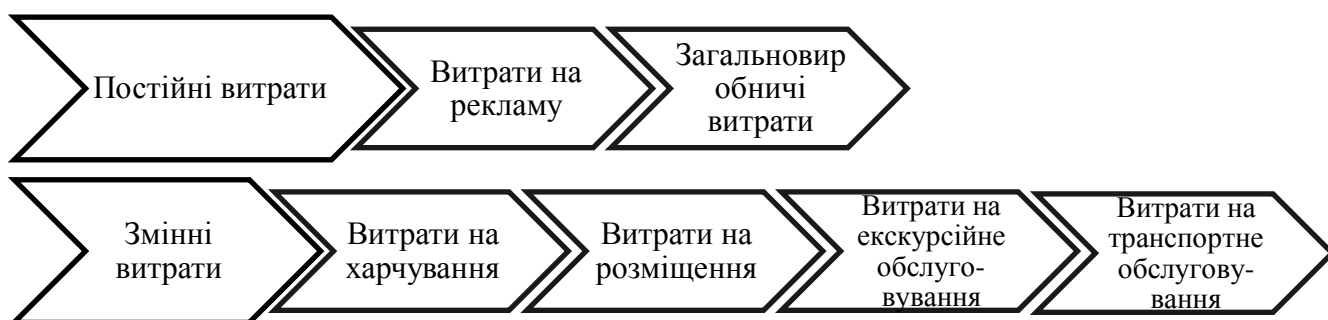 Постійні витрати
Витрати на
рекламу
Загальновир
обничі
витрати
Змінні
витрати
Витрати на
харчування
Витрати на
розміщення
Витрати на
екскурсійне
обслуго-
вування
Витрати на
транспортне
обслугову-
вання